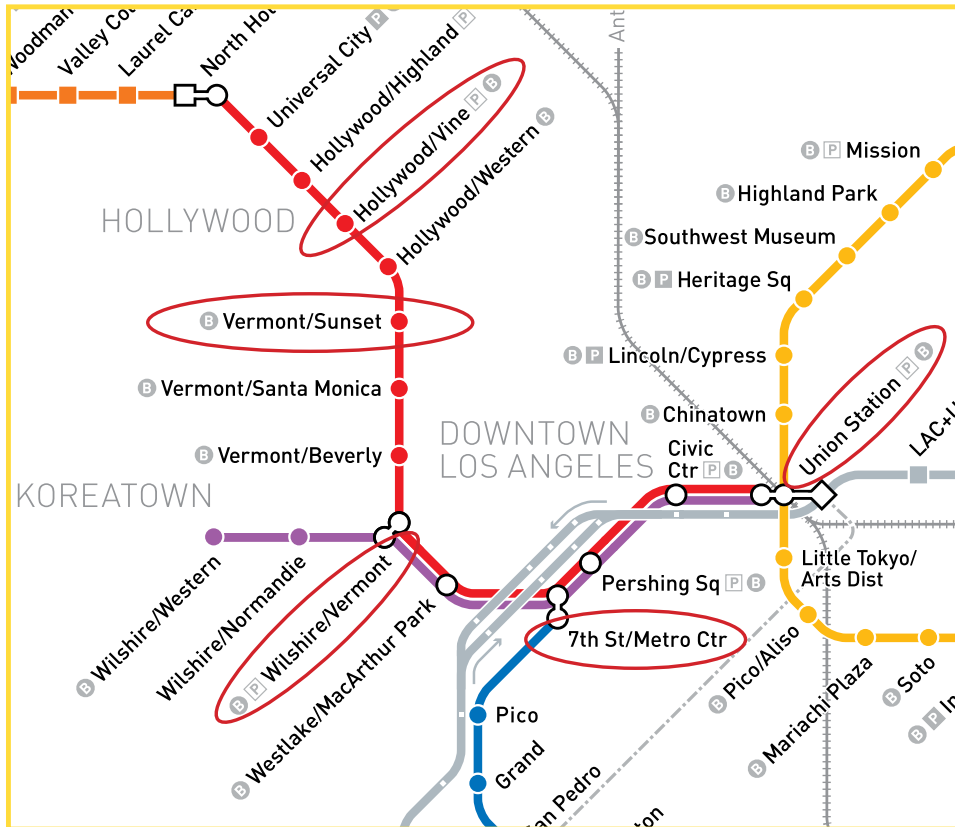 Valley
Laurel
North
Universal City P
Hollywood/Highland P
Hollywood/Vine P B
Hollywood/Western B
HOLLYWOOD
B Vermont/Sunset
B Vermont/Santa Monica
B Vermont/Beverly
KOREATOWN
DOWNTOWN
LOS ANGELES
B Wilshire/Western
Wilshire/Normandie
B P Wilshire/Vermont
B Westlake/MacArthur Park
7th St/Metro Ctr
Pershing Sq P B
Civic
Ctr P B
Union Station P B
B P Mission
B Highland Park
B Southwest Museum
B P Heritage Sq
B P Lincoln/Cypress
B Chinatown
Little Tokyo/
Arts Dist
B Pico/Aliso
B Mariachi Plaza
B Soto
B P
Pico
Grand
Pedro